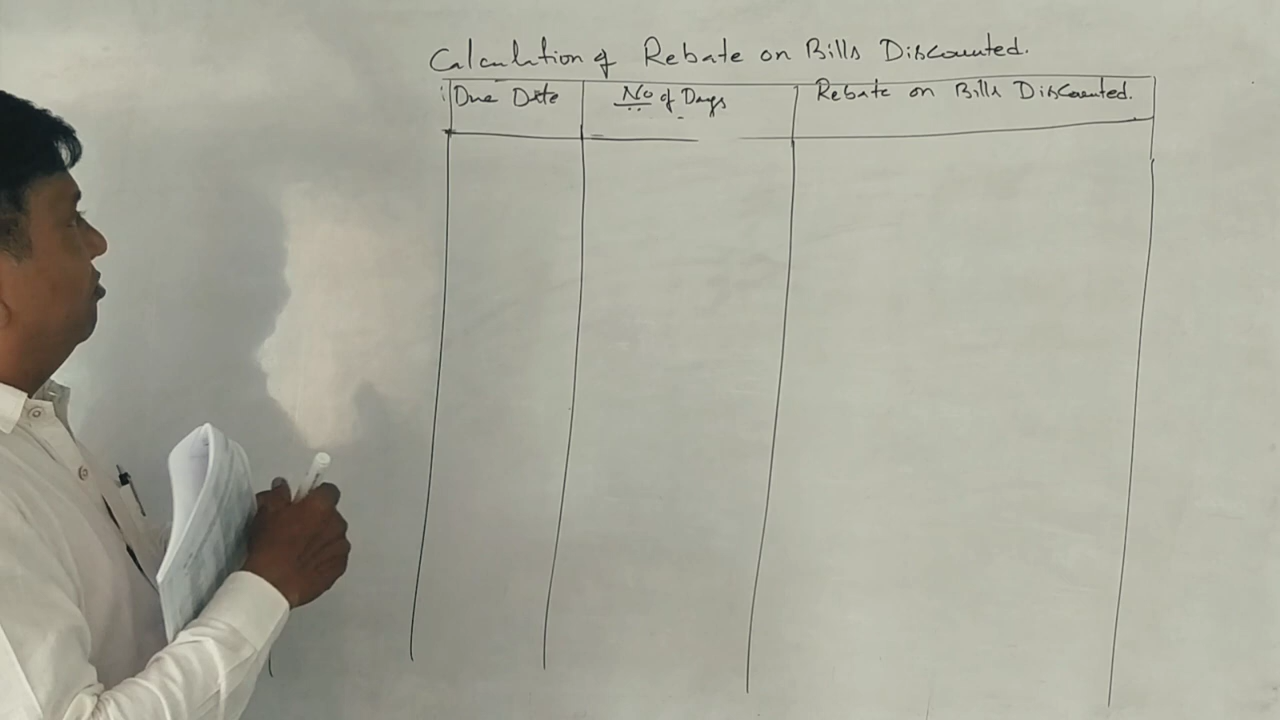 Calculation of Rebate on Bills Discounted.
Due Date No of Days Rebate on Bills Discounted.